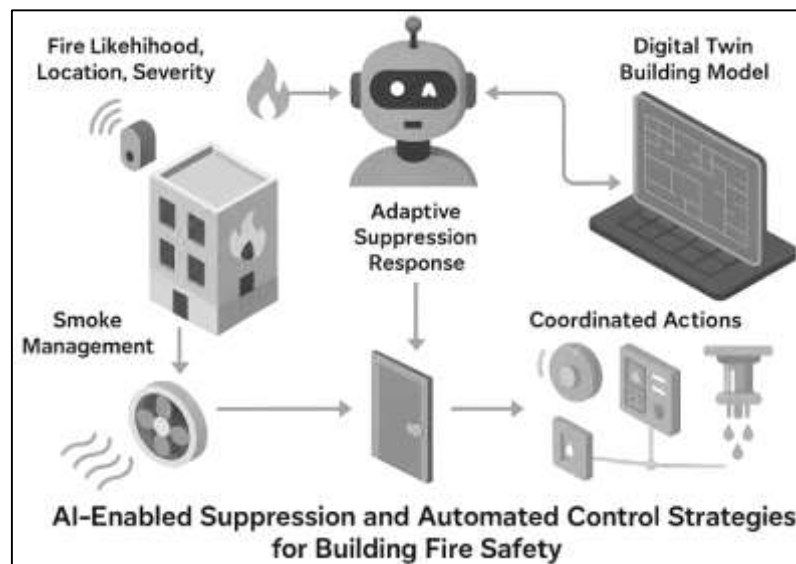 Fire Likehihood,
Location, Severity
Digital Twin
Building Model
Adaptive
Suppression
Response
Smoke
Management
Coordinated Actions
AI-Enabled Suppression and Automated Control Strategies
for Building Fire Safety